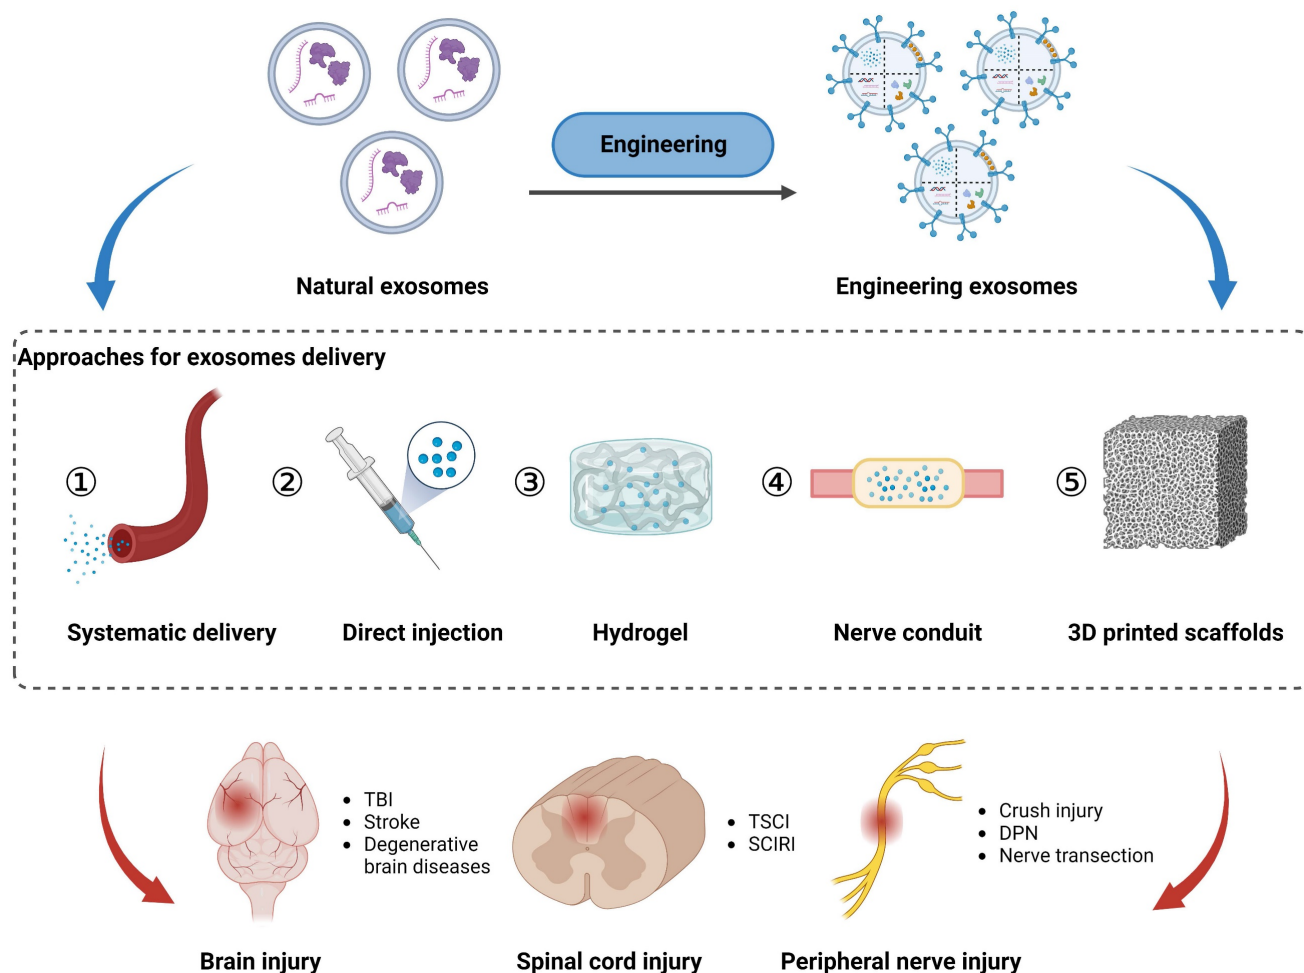 Engineering
Natural exosomes
Engineering exosomes
Approaches for exosomes delivery
①
②
③
④
⑤
Systematic delivery
Direct injection
Hydrogel
Nerve conduit
3D printed scaffolds
• TBI
• Stroke
• Degenerative
brain diseases
• TSCI
• SCIRI
• Crush injury
• DPN
• Nerve transection
Brain injury
Spinal cord injury
Peripheral nerve injury